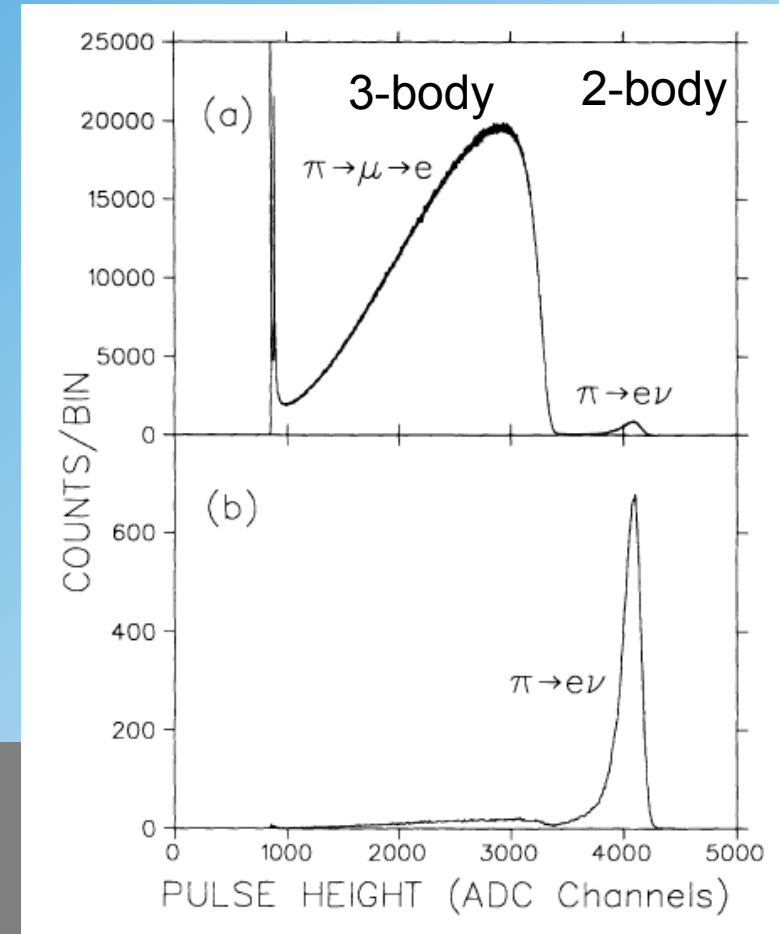 25000
20000
15000
10000
5000
0
(a)
3-body
2-body
π→μ→e
π→eν
COUNTS/BIN
(b)
600
400
200
0
π→eν
0 1000 2000 3000 4000 5000
PULSE HEIGHT (ADC Channels)